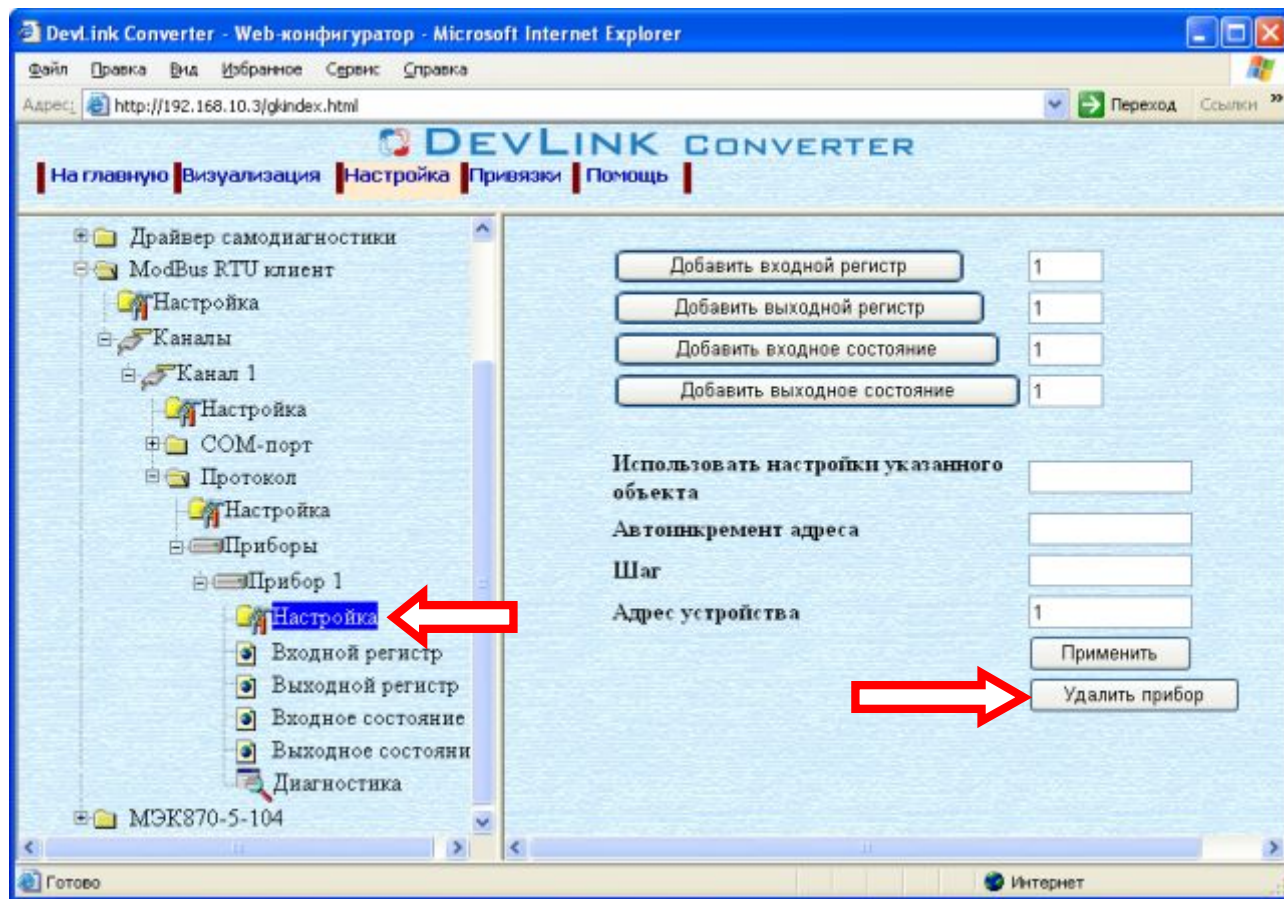 DevLink Converter - Web-конфигуратор - Microsoft Internet Explorer
Файл Правка Вид Избранное Сервис Справка
Адрес: http://192.168.10.3/gkindex.html Переход Ссылки »
DEVLINK CONVERTER
На главную Визуализация Настройка Привязки Помощь
Драйвер самодиагностики
ModBus RTU клиент
Настройка
Каналы
Канал 1
Настройка
COM-порт
Протокол
Настройка
Приборы
Прибор 1
Настройка
Входной регистр
Выходной регистр
Входное состояние
Выходное состояни
Диагностика
МЭК870-5-104
Добавить входной регистр 1
Добавить выходной регистр 1
Добавить входное состояние 1
Добавить выходное состояние 1
Использовать настройки указанного
объекта
Автоинкремент адреса
Шаг
Адрес устройства 1
Применить
Удалить прибор
Готово Интернет